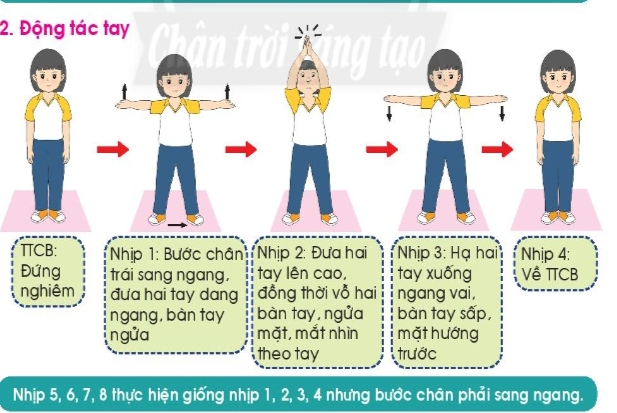 2. Động tác tay
Chân trời sáng tạo
TTCB:
Đứng
nghiêm
Nhịp 1: Bước chân
trái sang ngang,
đưa hai tay dang
ngang, bàn tay
ngửa
Nhịp 2: Đưa hai
tay lên cao,
đồng thời vỗ hai
bàn tay, ngửa
mặt, mắt nhìn
theo tay
Nhịp 3: Hạ hai
tay xuống
ngang vai,
bàn tay sấp,
mặt hướng
trước
Nhịp 4:
Về TTCB
Nhịp 5, 6, 7, 8 thực hiện giống nhịp 1, 2, 3, 4 nhưng bước chân phải sang ngang.